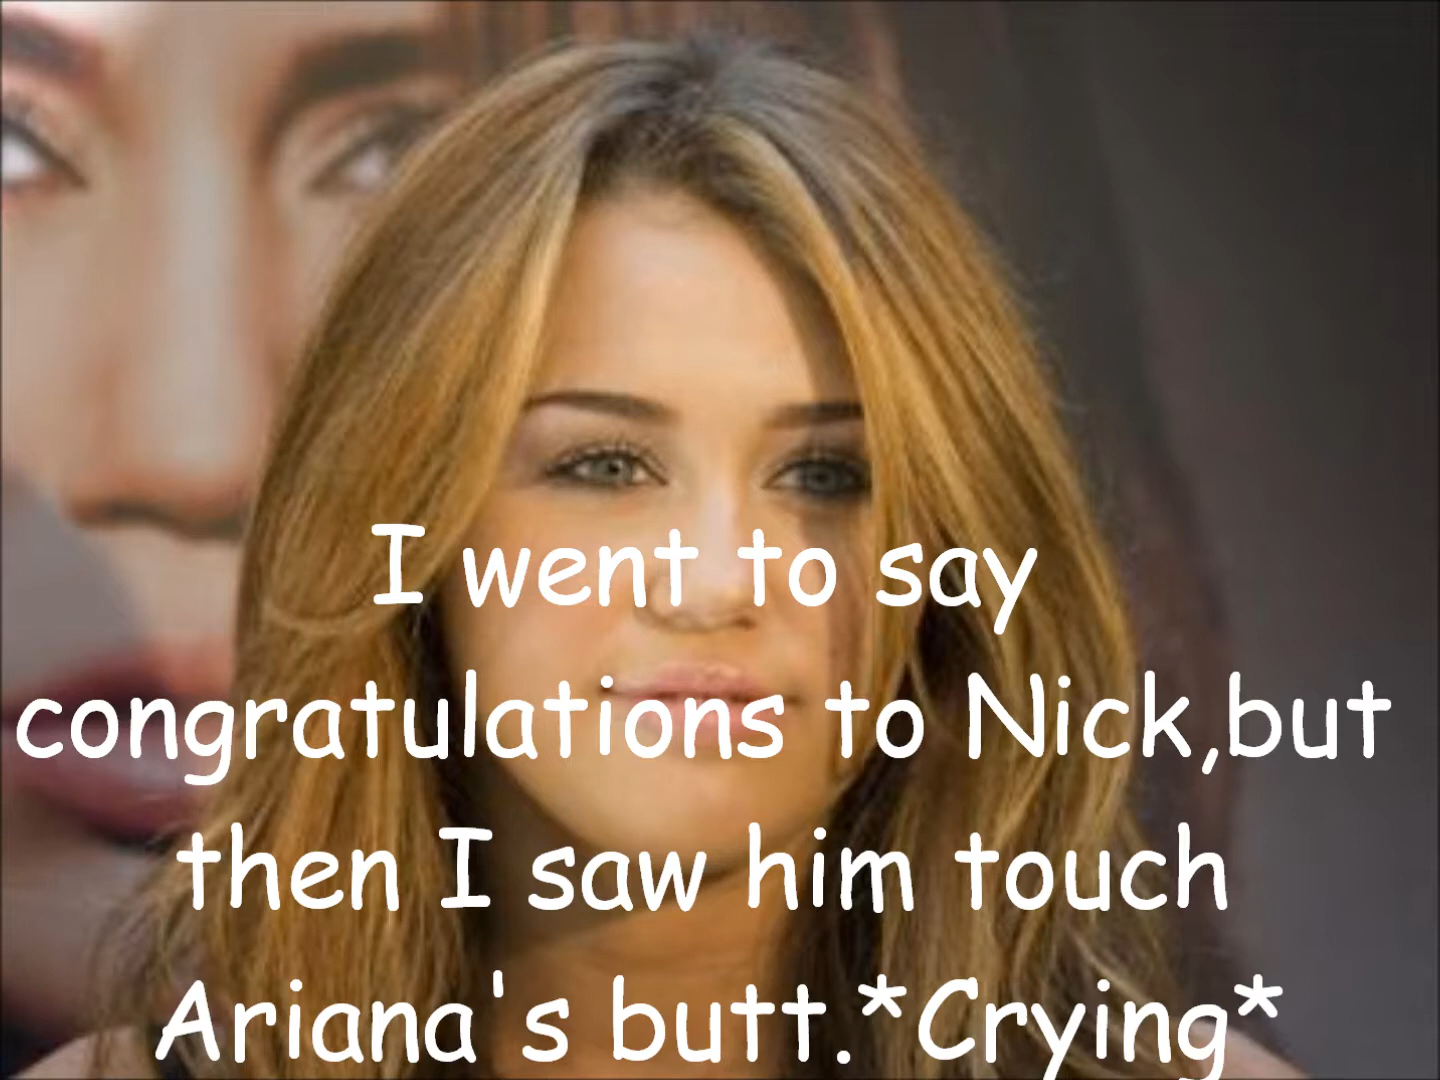 I went to say
congratulations to Nick,but
then I saw him touch
Ariana's butt.*Crying*